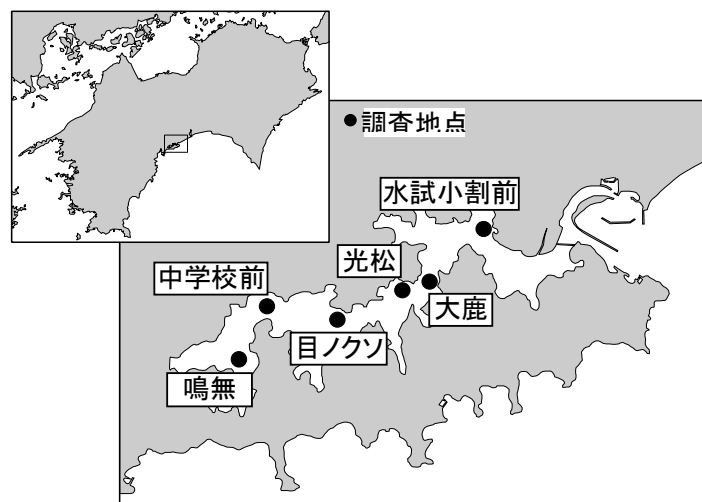 調査地点
水試小割前
光松
中学校前
大鹿
目ノクソ
鳴無